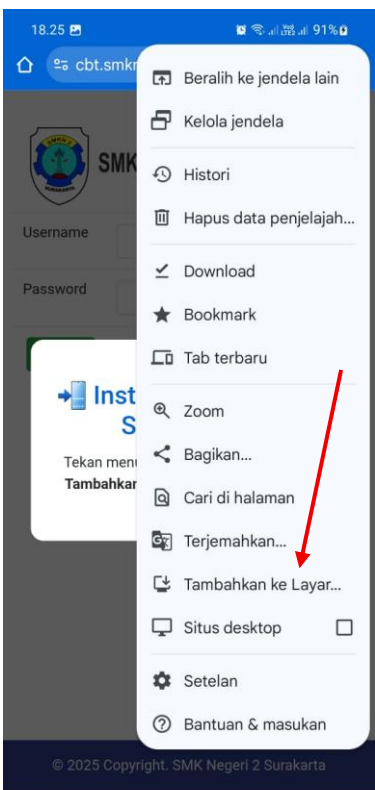 18.25
91%
cbt.smkr
Beralih ke jendela lain
Kelola jendela
Histori
Hapus data penjelajah...
Download
Bookmark
Tab terbaru
Zoom
Bagikan...
Cari di halaman
Terjemahkan...
Tambahkan ke Layar...
Situs desktop
Setelan
Bantuan & masukan
SMK
Username
Password
Inst
S
Tekan menu
Tambahkan
© 2025 Copyright. SMK Negeri 2 Surakarta